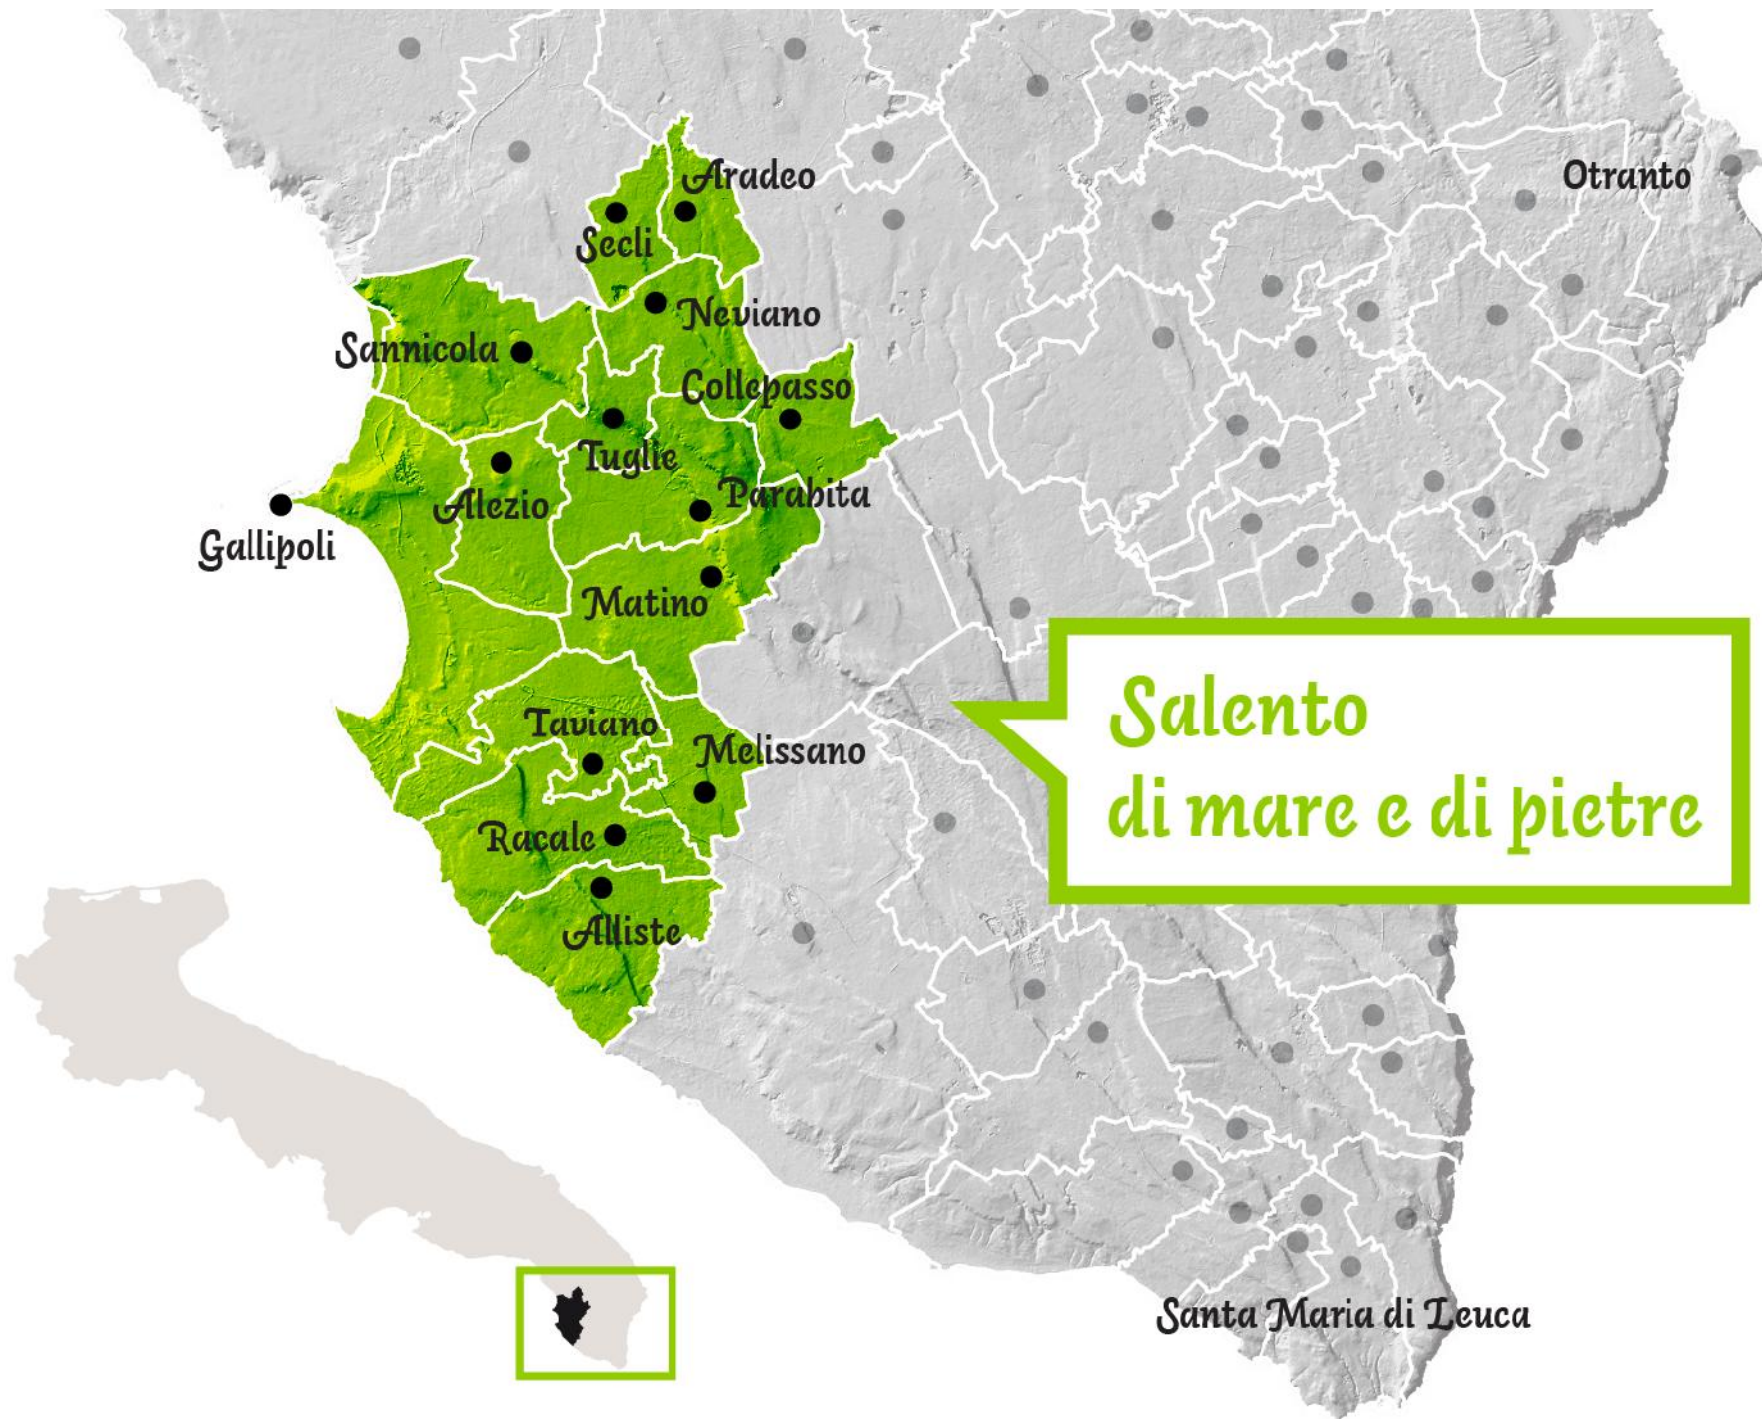 Aradeo
Otranto
Secli
Neviano
Sannicola
Collepasso
Tuglie
Parabita
Alezio
Gallipoli
Matino
Taviano
Melissano
Racale
Alliste
Salento
di mare e di pietre
Santa Maria di Leuca